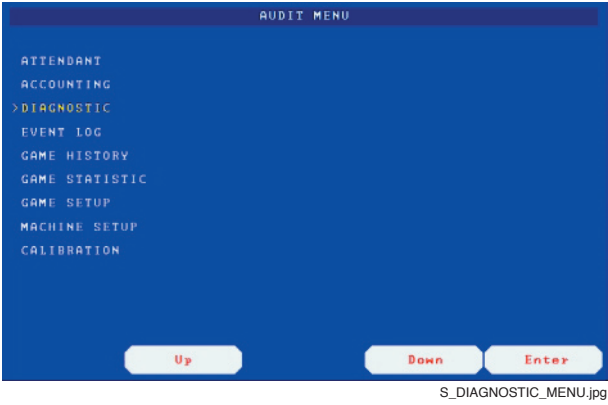 AUDIT MENU
ATTENDANT
ACCOUNTING
>DIAGNOSTIC
EVENT LOG
GAME HISTORY
GAME STATISTIC
GAME SETUP
MACHINE SETUP
CALIBRATION
Up Down Enter
S_DIAGNOSTIC_MENU.jpg